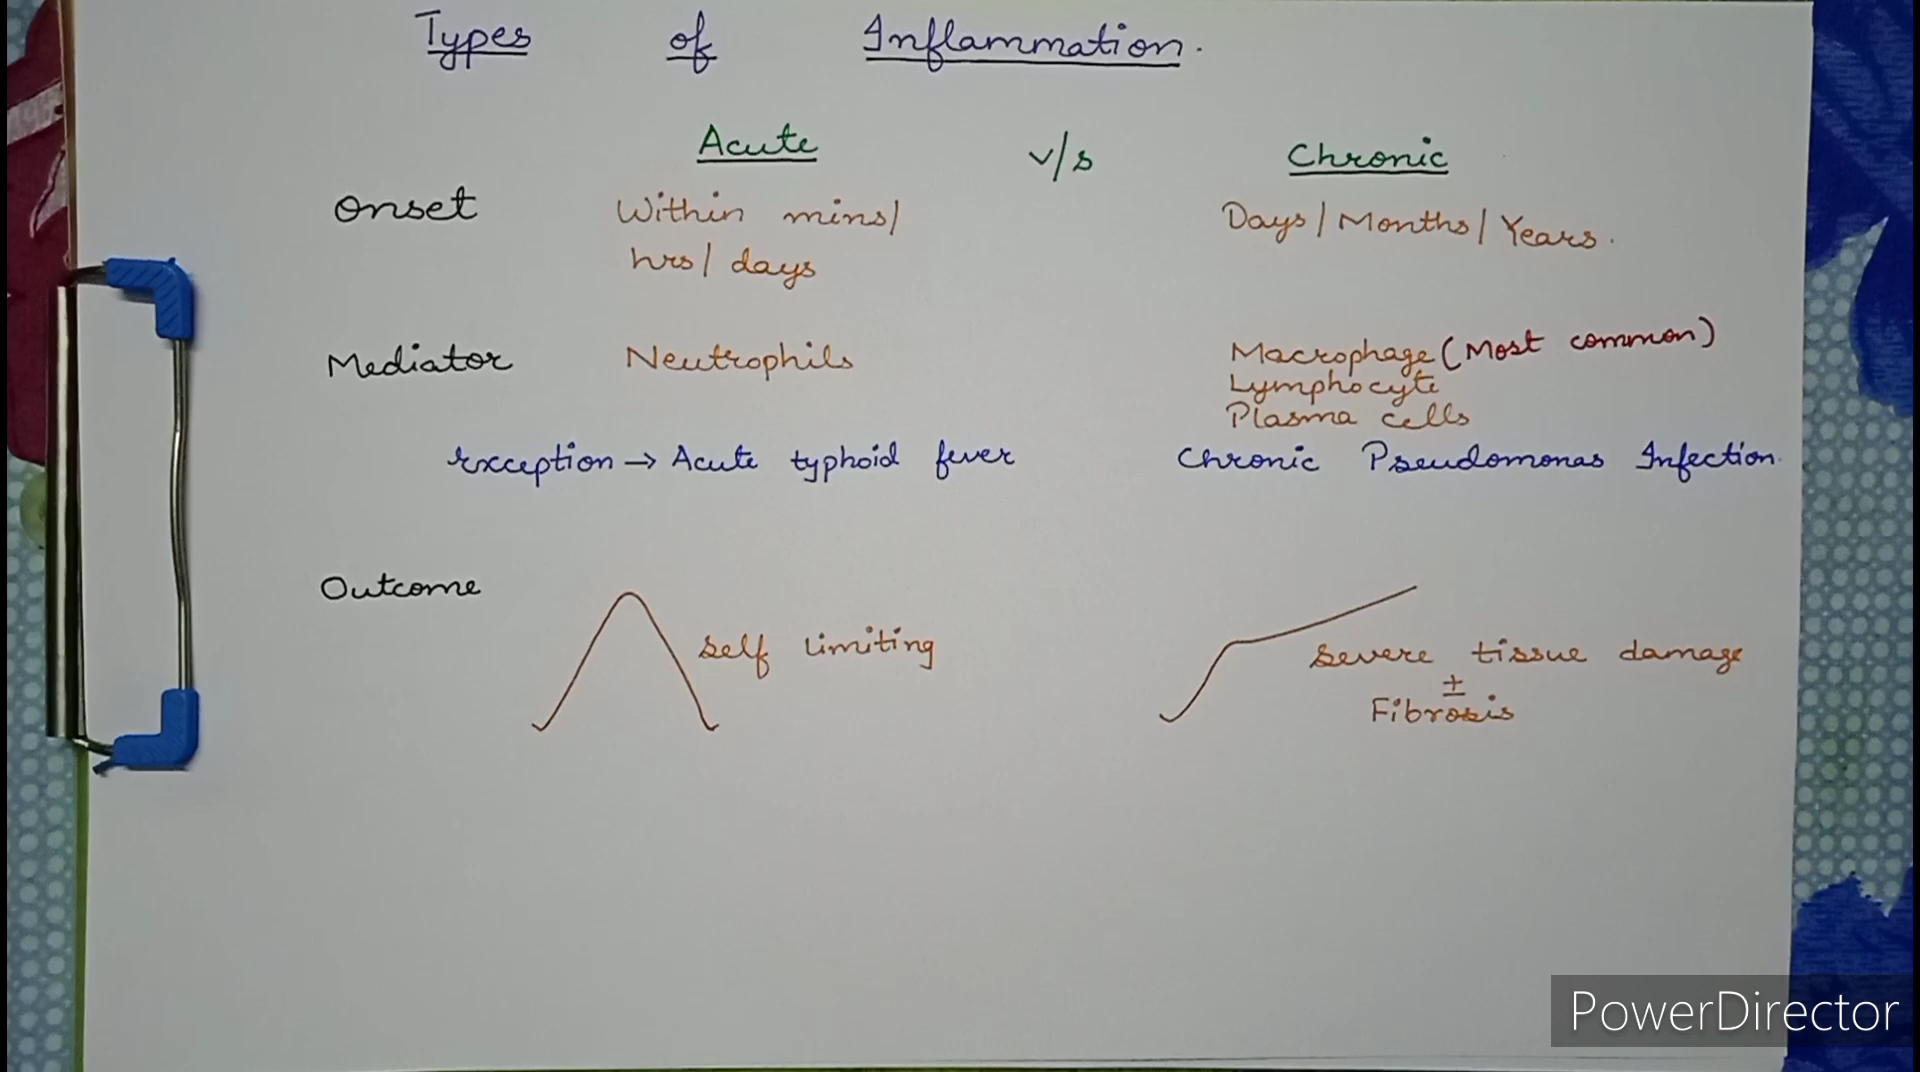 Types of Inflammation.
Acute v/s Chronic
Onset Within mins/ Days/Months/Years.
hrs/ days
Mediator Neutrophils Macrophage (Most common)
Lymphocyte
Plasma cells
exception → Acute typhoid fever Chronic Pseudomonas Infection.
Outcome self limiting severe tissue damage
±
Fibrosis
PowerDirector